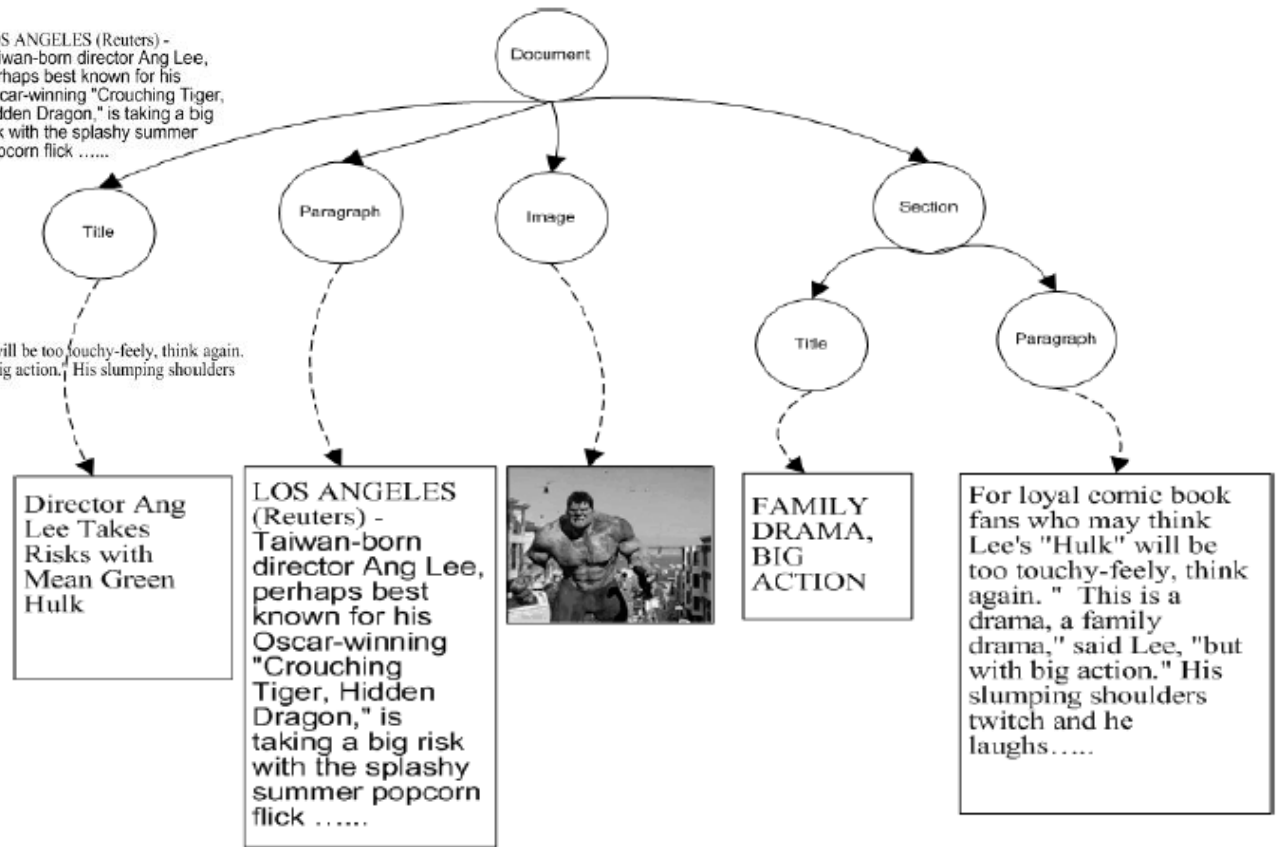 Document
OS ANGELES (Reuters) -
iwan-born director Ang Lee,
rhaps best known for his
car-winning "Crouching Tiger,
dden Dragon," is taking a big
k with the splashy summer
pcorn flick ......
Title
Paragraph
Image
Section
Title
Paragraph
ill be too touchy-feely, think again.
ig action." His slumping shoulders
Director Ang
Lee Takes
Risks with
Mean Green
Hulk
LOS ANGELES
(Reuters) -
Taiwan-born
director Ang Lee,
perhaps best
known for his
Oscar-winning
"Crouching
Tiger, Hidden
Dragon," is
taking a big risk
with the splashy
summer popcorn
flick ......
FAMILY
DRAMA,
BIG
ACTION
For loyal comic book
fans who may think
Lee's "Hulk" will be
too touchy-feely, think
again. "  This is a
drama, a family
drama," said Lee, "but
with big action." His
slumping shoulders
twitch and he
laughs.....